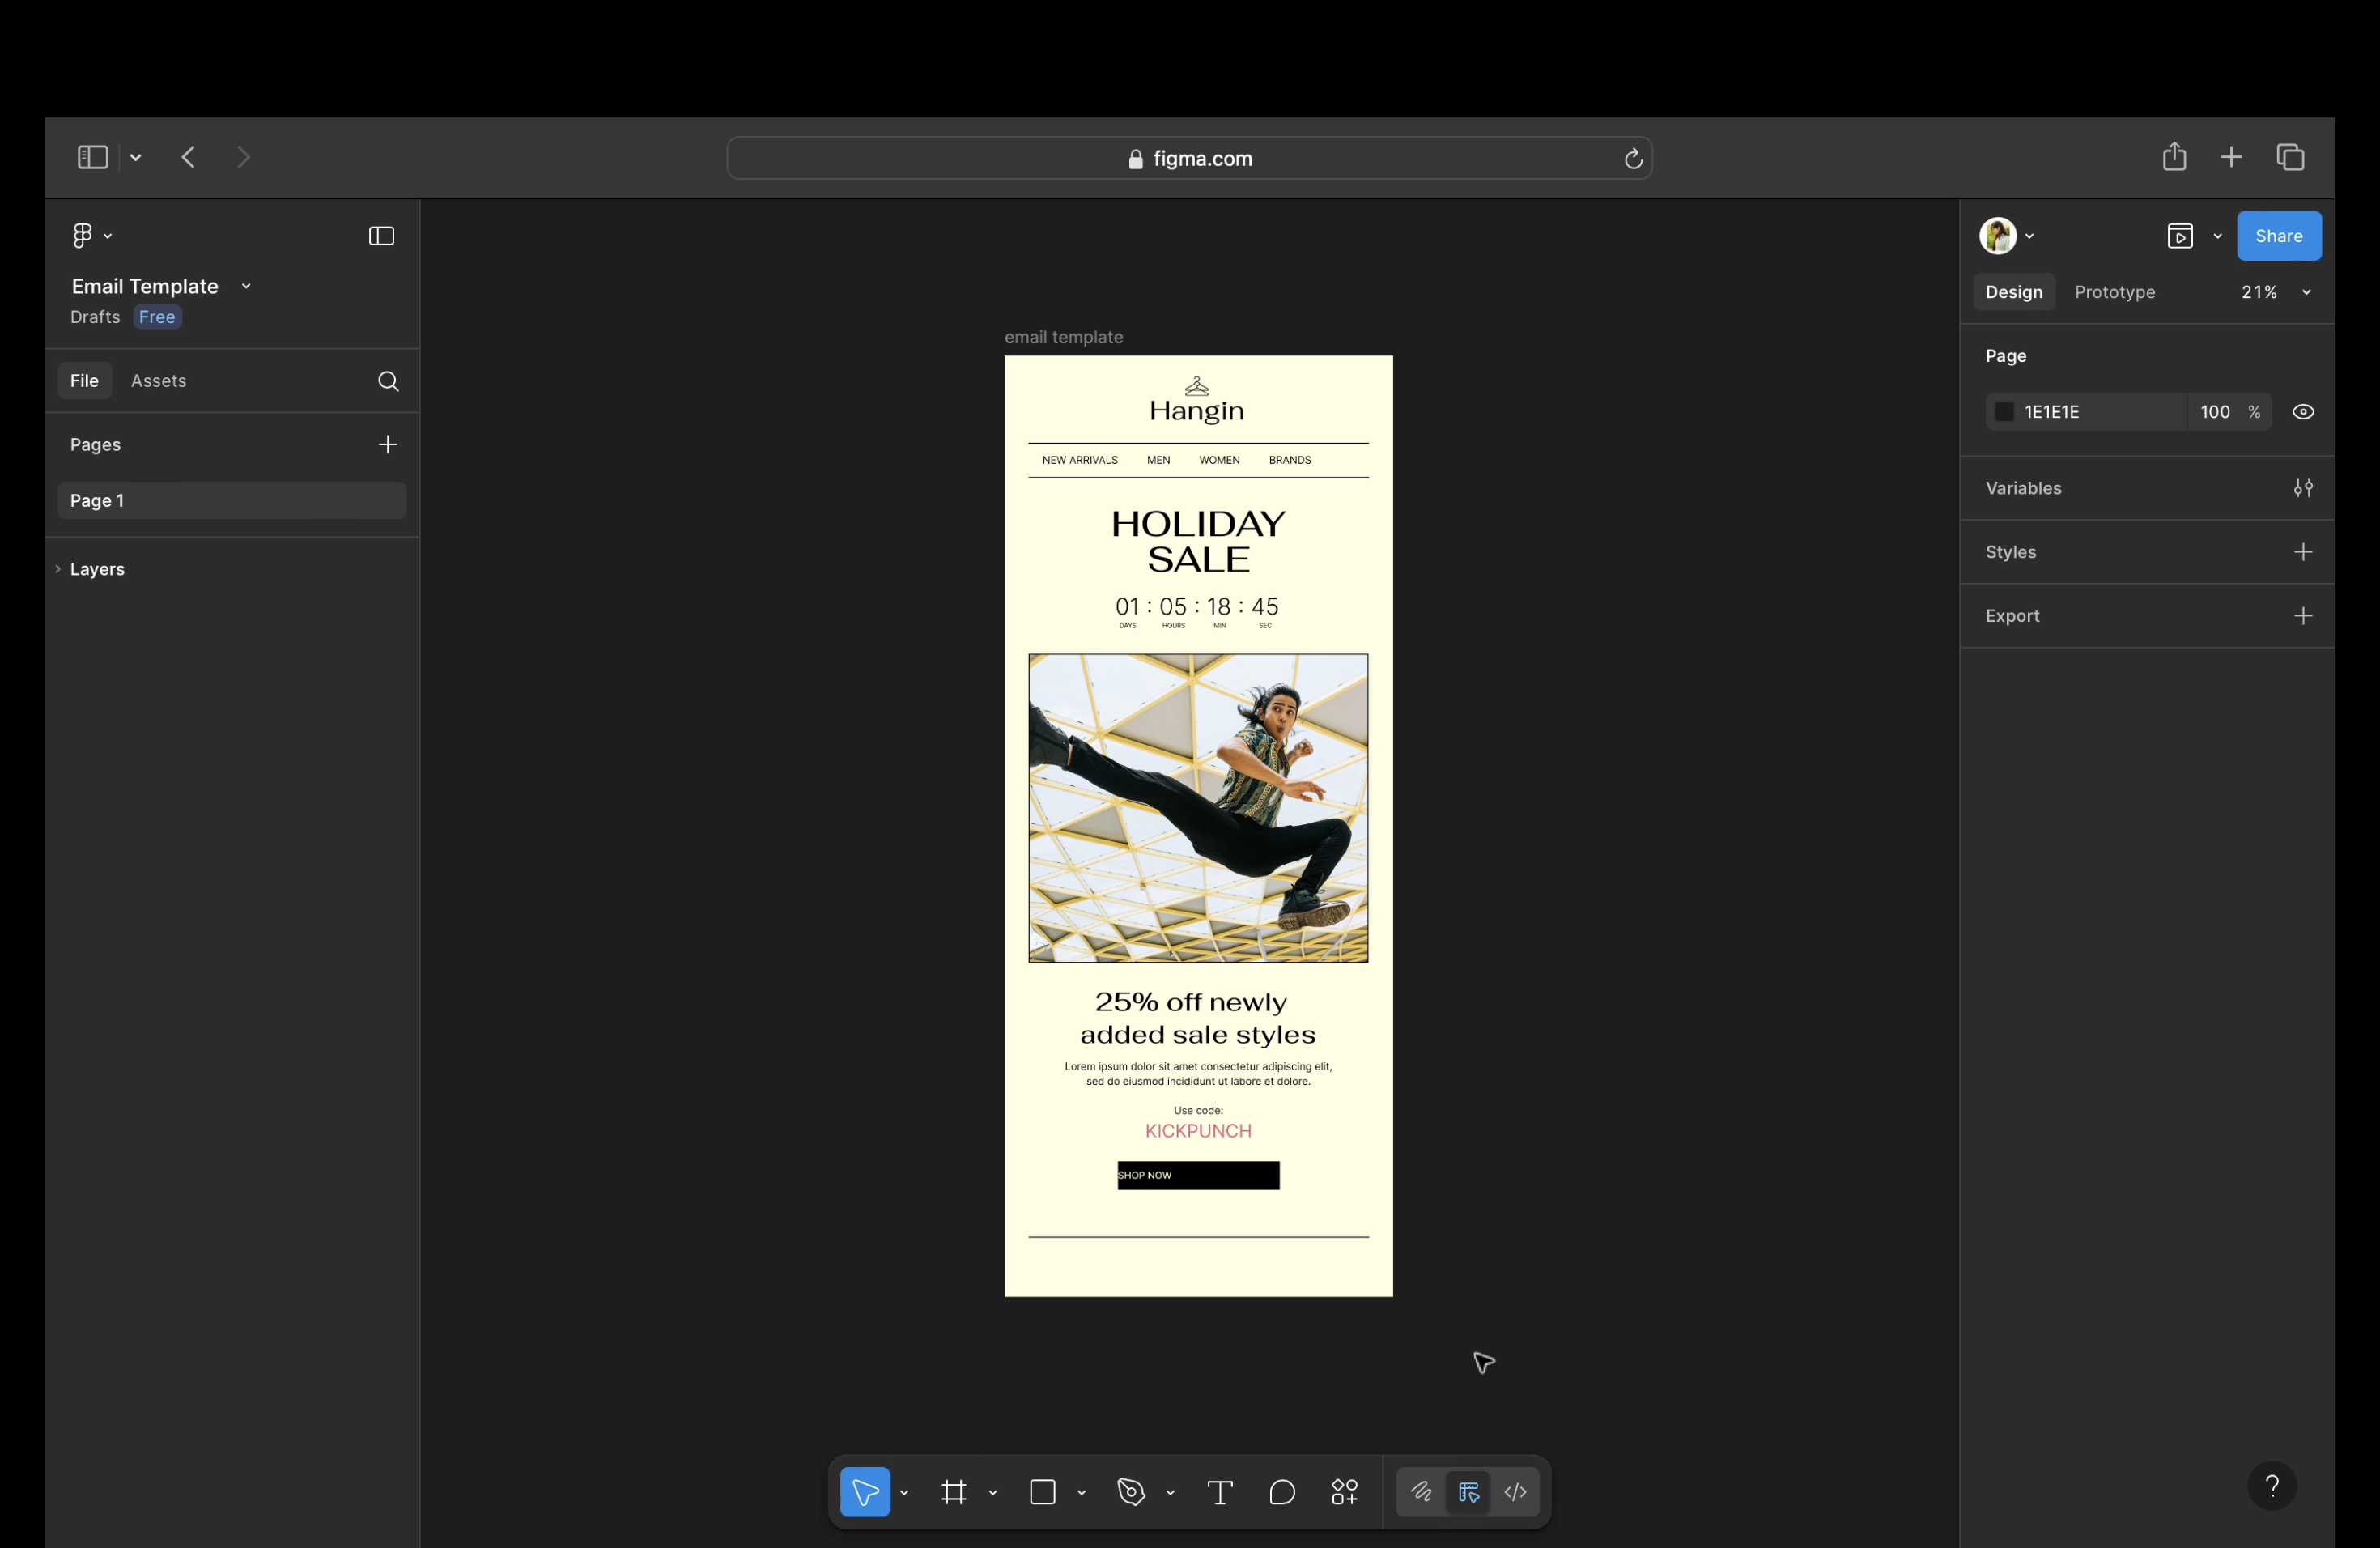 figma.com
Email Template
Drafts Free
File Assets
Pages
Page 1
Layers
email template
Hangin
NEW ARRIVALS MEN WOMEN BRANDS
HOLIDAY
SALE
01 : 05 : 18 : 45
DAYS HOURS MIN SEC
25% off newly
added sale styles
Lorem ipsum dolor sit amet consectetur adipiscing elit,
sed do eiusmod incididunt ut labore et dolore.
Use code:
KICKPUNCH
SHOP NOW
Share
Design Prototype 21%
Page
1E1E1E 100 %
Variables
Styles
Export
?